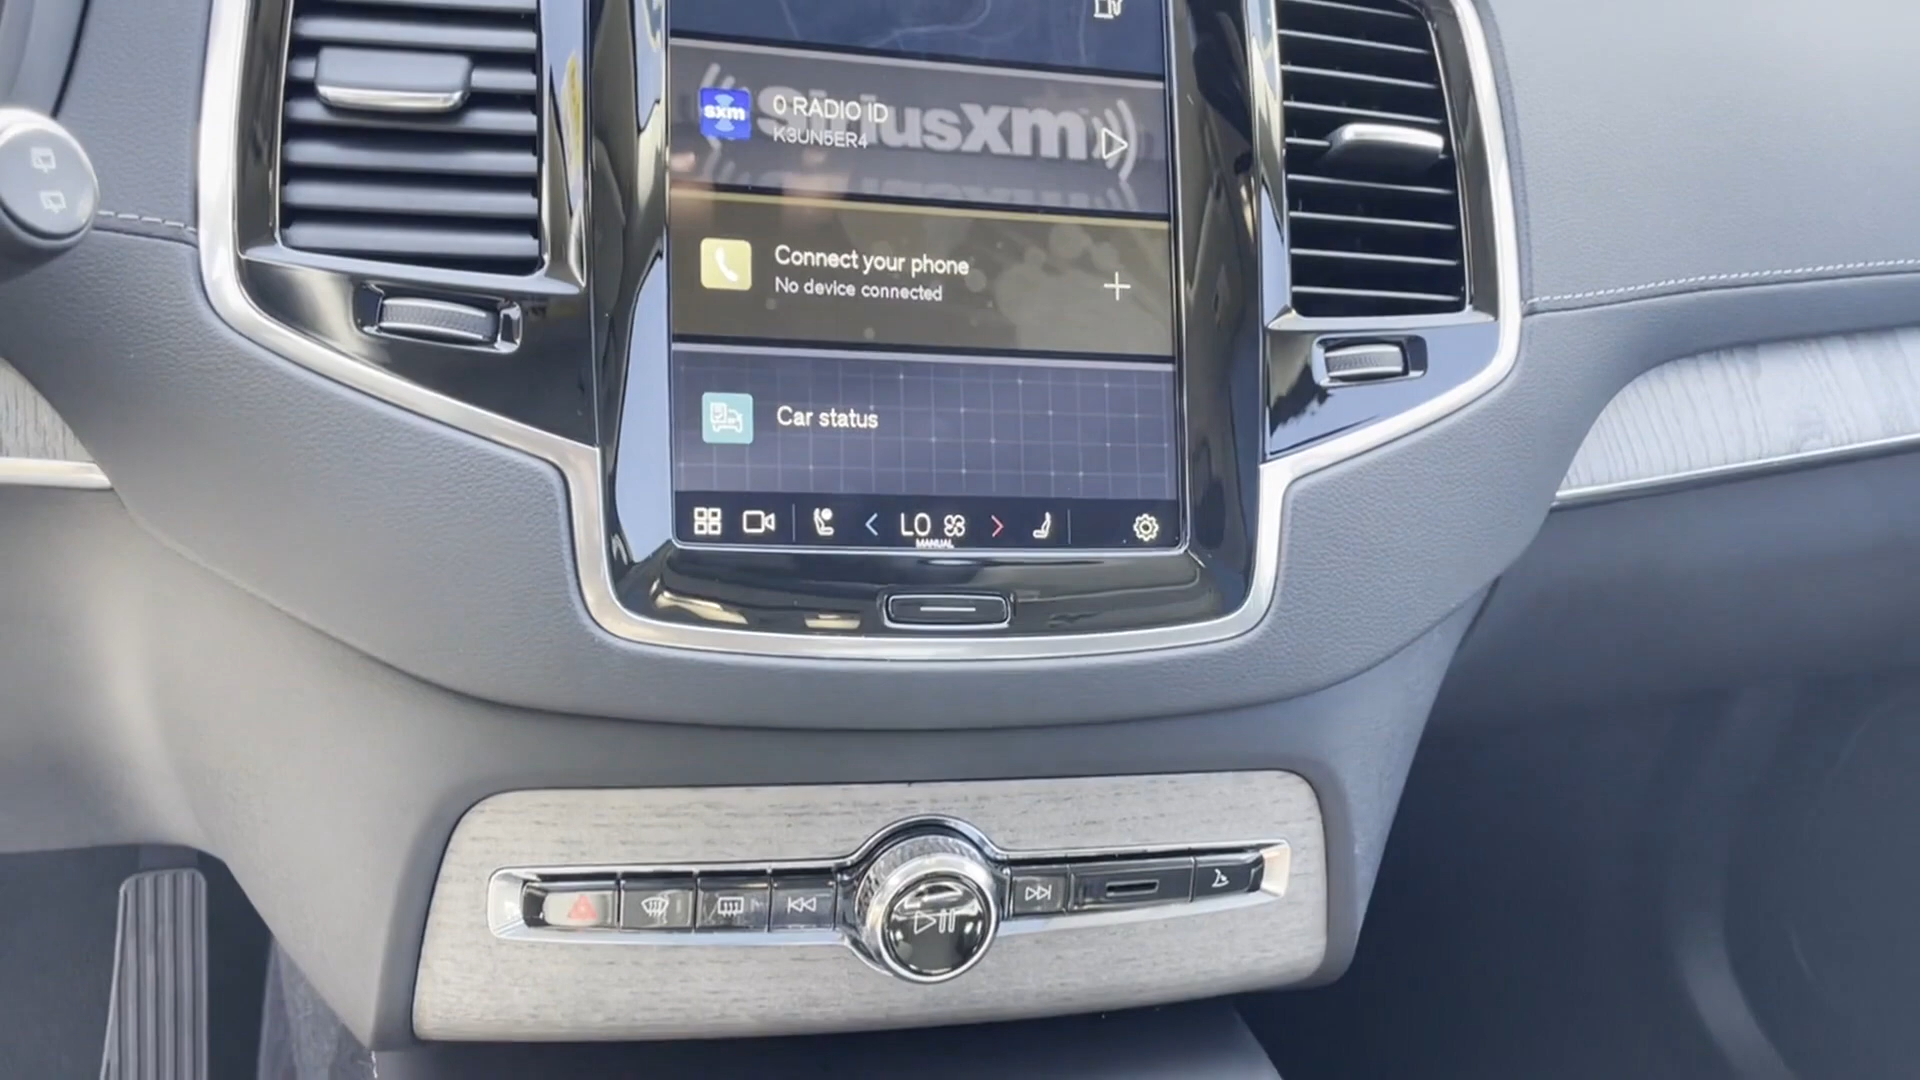 sxm
SiriusXM
0 RADIO ID
K3UN5ER4
Connect your phone
No device connected
Car status
LO
MANUAL